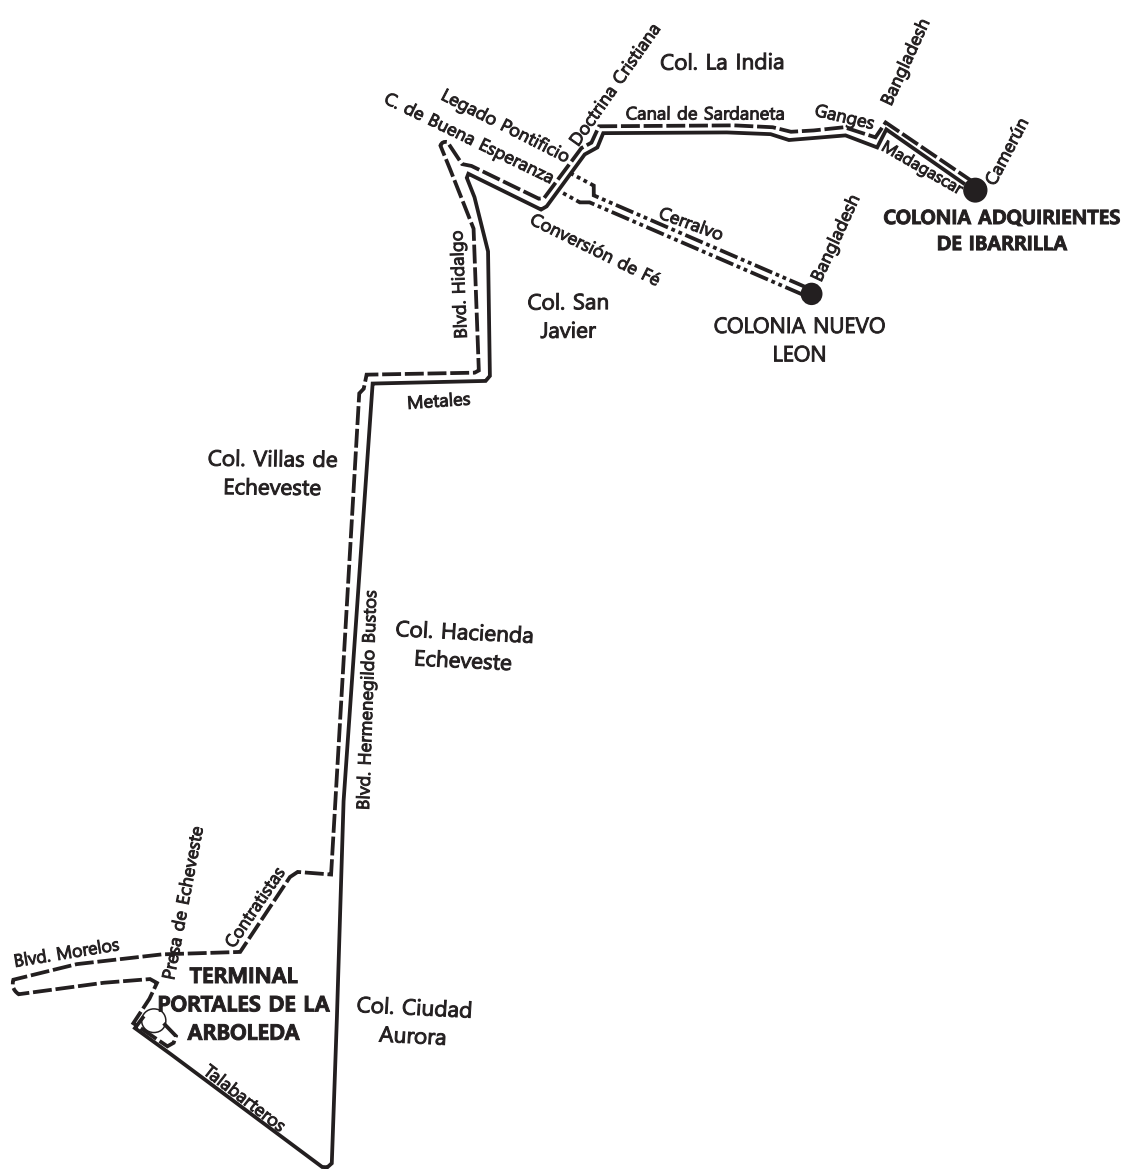 Bangladesh
Doctrina Cristiana
Col. La India
Legado Pontificio
C. de Buena Esperanza
Canal de Sardaneta
Ganges
Madagascar
Camerún
COLONIA ADQUIRIENTES
DE IBARRILLA
Cerralvo
Bangladesh
Conversión de Fé
COLONIA NUEVO
LEON
Blvd. Hidalgo
Col. San
Javier
Metales
Col. Villas de
Echeveste
Blvd. Hermenegildo Bustos
Col. Hacienda
Echeveste
Presa de Echeveste
Contratistas
Blvd. Morelos
TERMINAL
PORTALES DE LA
ARBOLEDA
Col. Ciudad
Aurora
Talabarteros